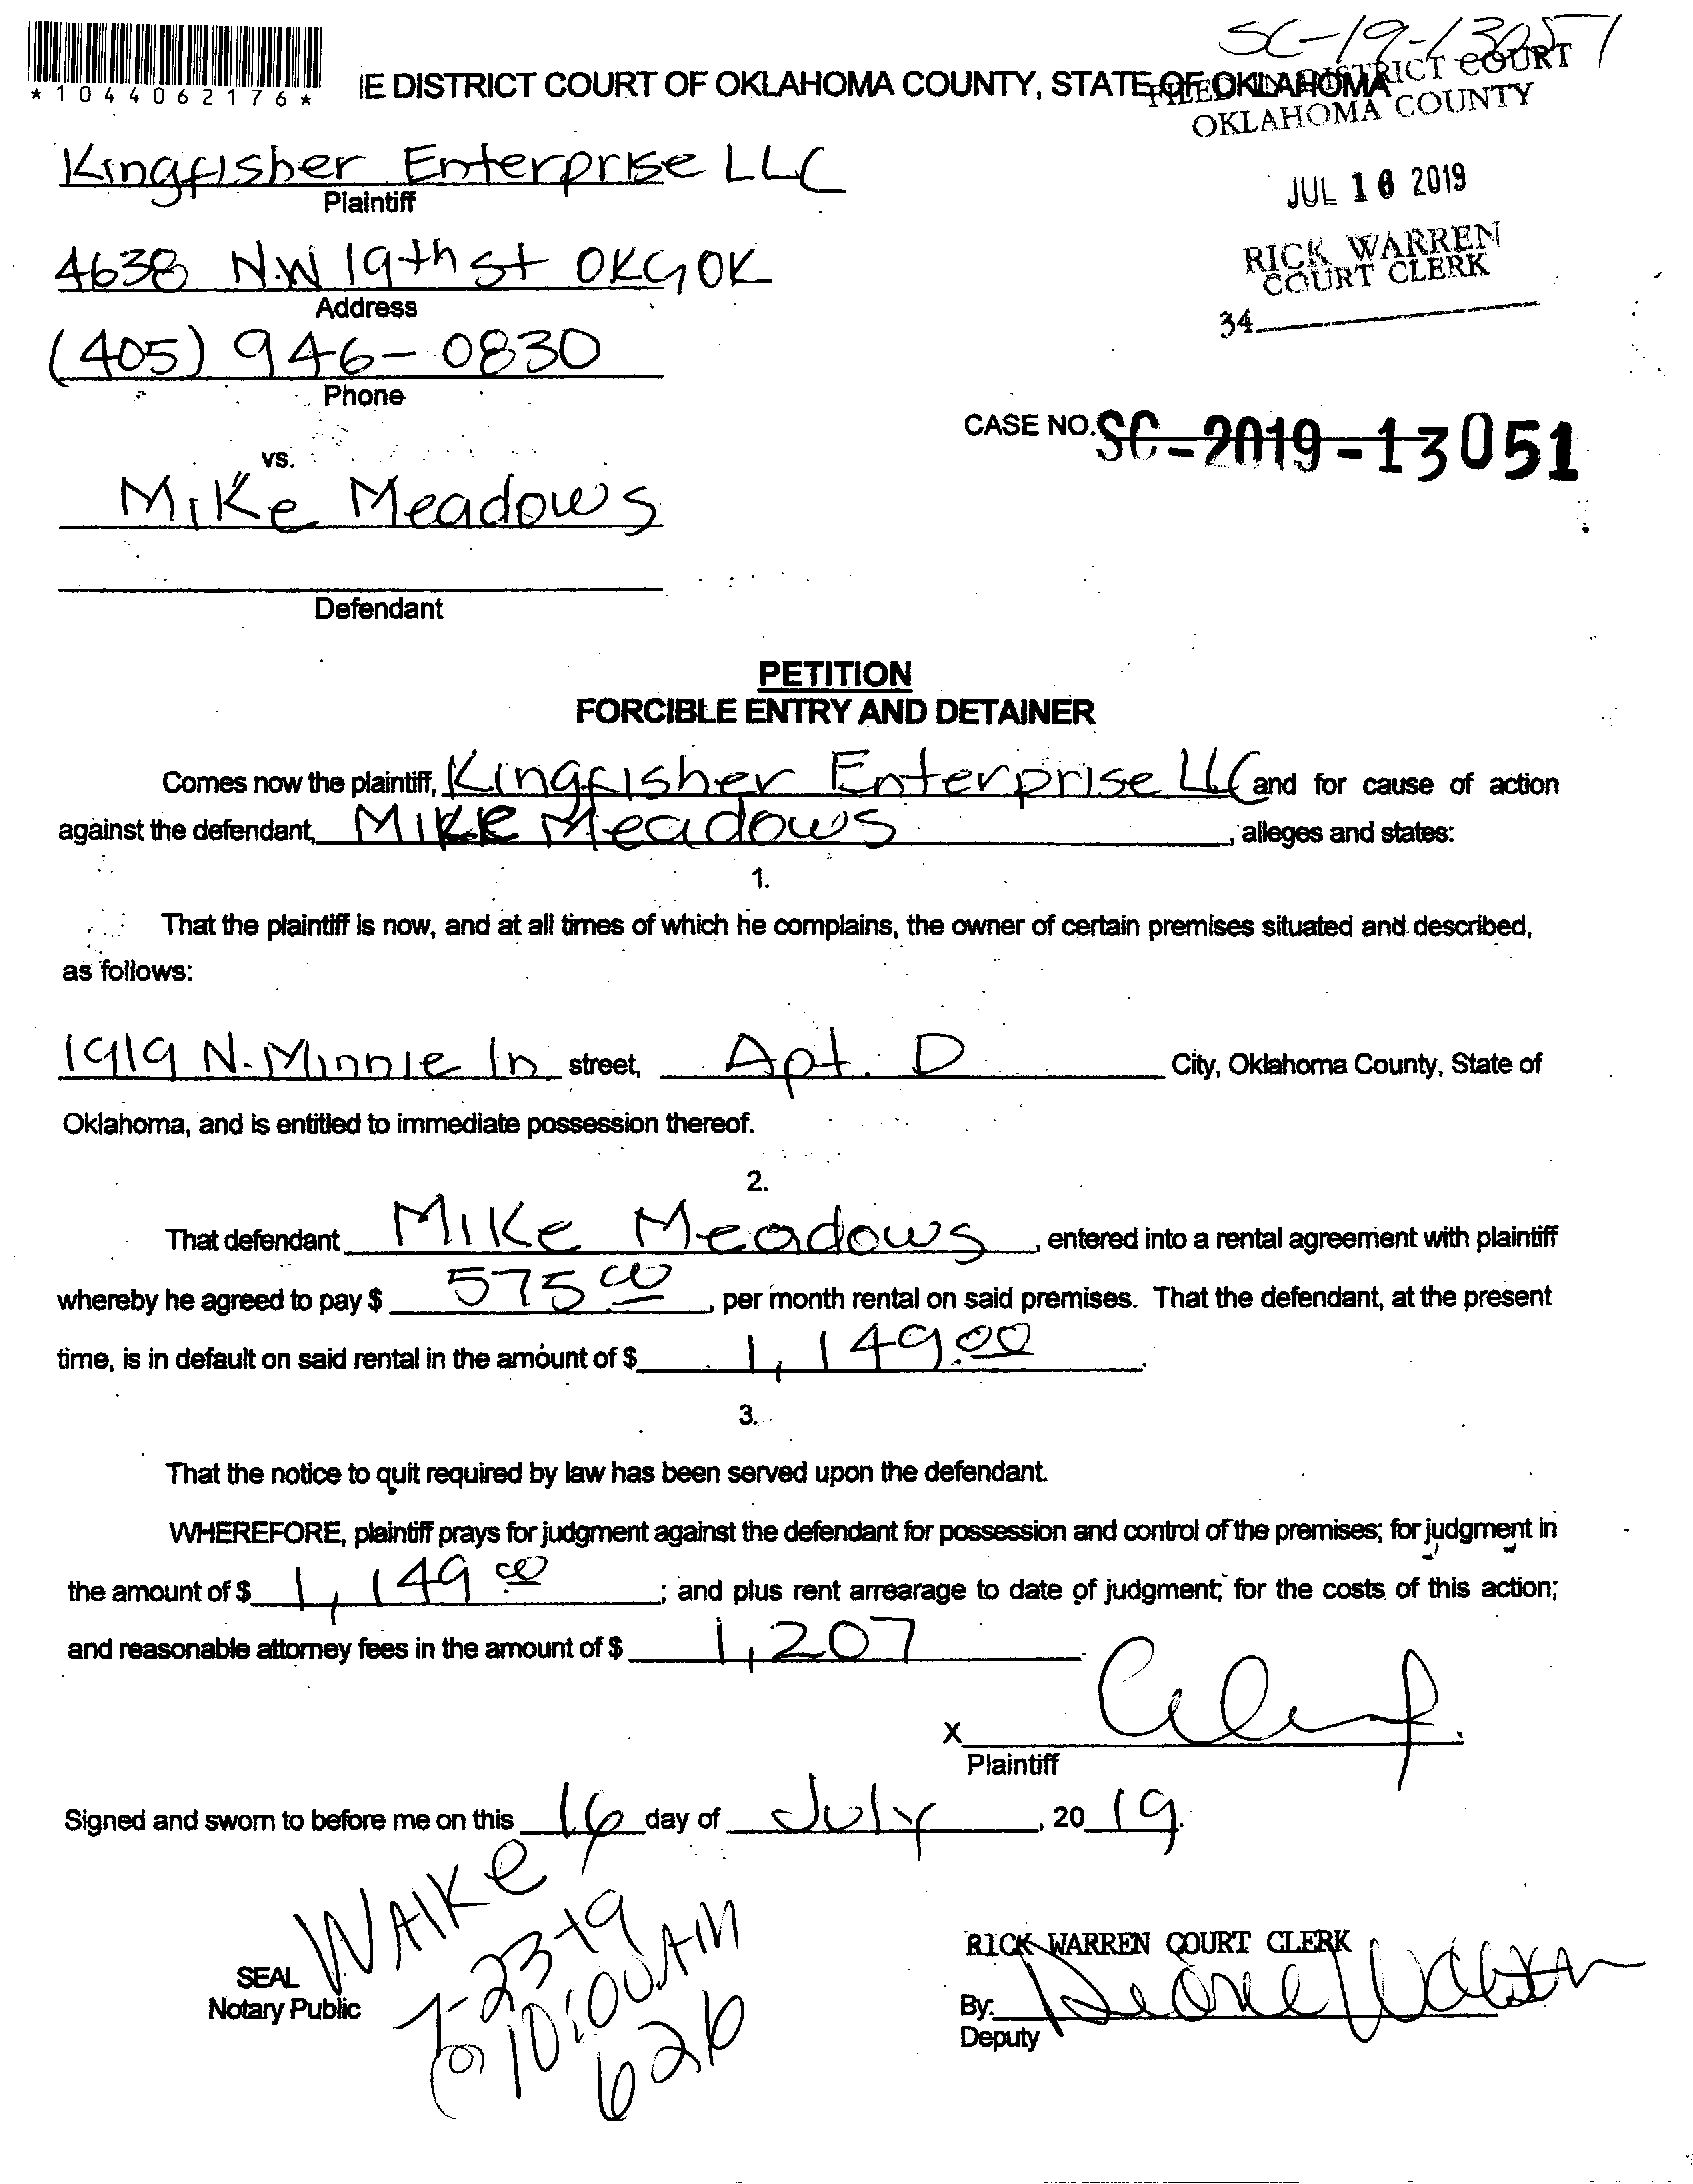 SC-19-13051
*1044062176*
IE DISTRICT COURT OF OKLAHOMA COUNTY, STATE OF OKLAHOMA
FILED IN DISTRICT COURT
OKLAHOMA COUNTY
Kingfisher Enterprise LLC
Plaintiff
JUL 16 2019
4638 N.W 19th st OKC, OK
Address
RICK WARREN
COURT CLERK
34
(405) 946-0830
Phone
CASE NO. SC-2019-13051
vs.
Mike Meadows
Defendant
PETITION
FORCIBLE ENTRY AND DETAINER
Comes now the plaintiff, Kingfisher Enterprise LLC and for cause of action
against the defendant, Mike Meadows, alleges and states:
1.
That the plaintiff is now, and at all times of which he complains, the owner of certain premises situated and described,
as follows:
1919 N. Minnie ln street, Apt. D City, Oklahoma County, State of
Oklahoma, and is entitled to immediate possession thereof.
2.
That defendant Mike Meadows, entered into a rental agreement with plaintiff
whereby he agreed to pay $ 575 00, per month rental on said premises. That the defendant, at the present
time, is in default on said rental in the amount of $ 1,149.00.
3.
That the notice to quit required by law has been served upon the defendant.
WHEREFORE, plaintiff prays for judgment against the defendant for possession and control of the premises; for judgment in
the amount of $ 1,149 00; and plus rent arrearage to date of judgment; for the costs of this action;
and reasonable attorney fees in the amount of $ 1,207
X
Plaintiff
Signed and sworn to before me on this 16 day of July, 2019.
WAIKE
7-23-19
10:00 AM
626
SEAL
Notary Public
RICK WARREN COURT CLERK
By:
Deputy